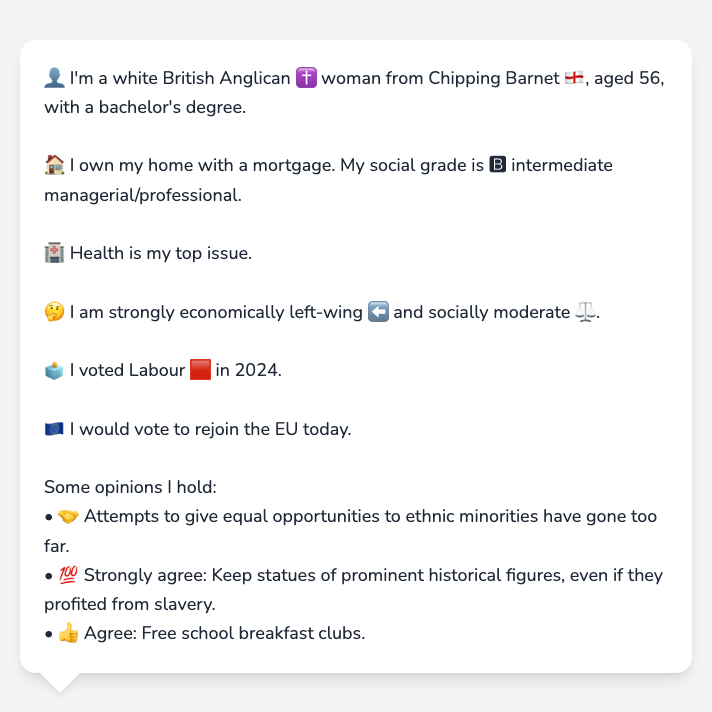 👤 I'm a white British Anglican ✝️ woman from Chipping Barnet 🏴󠁧󠁢󠁥󠁮󠁧󠁿, aged 56,
with a bachelor's degree.
🏠 I own my home with a mortgage. My social grade is 🅱 intermediate
managerial/professional.
🏥 Health is my top issue.
🤔 I am strongly economically left-wing ⬅️ and socially moderate ⚖️.
🗳️ I voted Labour 🟥 in 2024.
🇪🇺 I would vote to rejoin the EU today.
Some opinions I hold:
• 🤝 Attempts to give equal opportunities to ethnic minorities have gone too
far.
• 💯 Strongly agree: Keep statues of prominent historical figures, even if they
profited from slavery.
• 👍 Agree: Free school breakfast clubs.